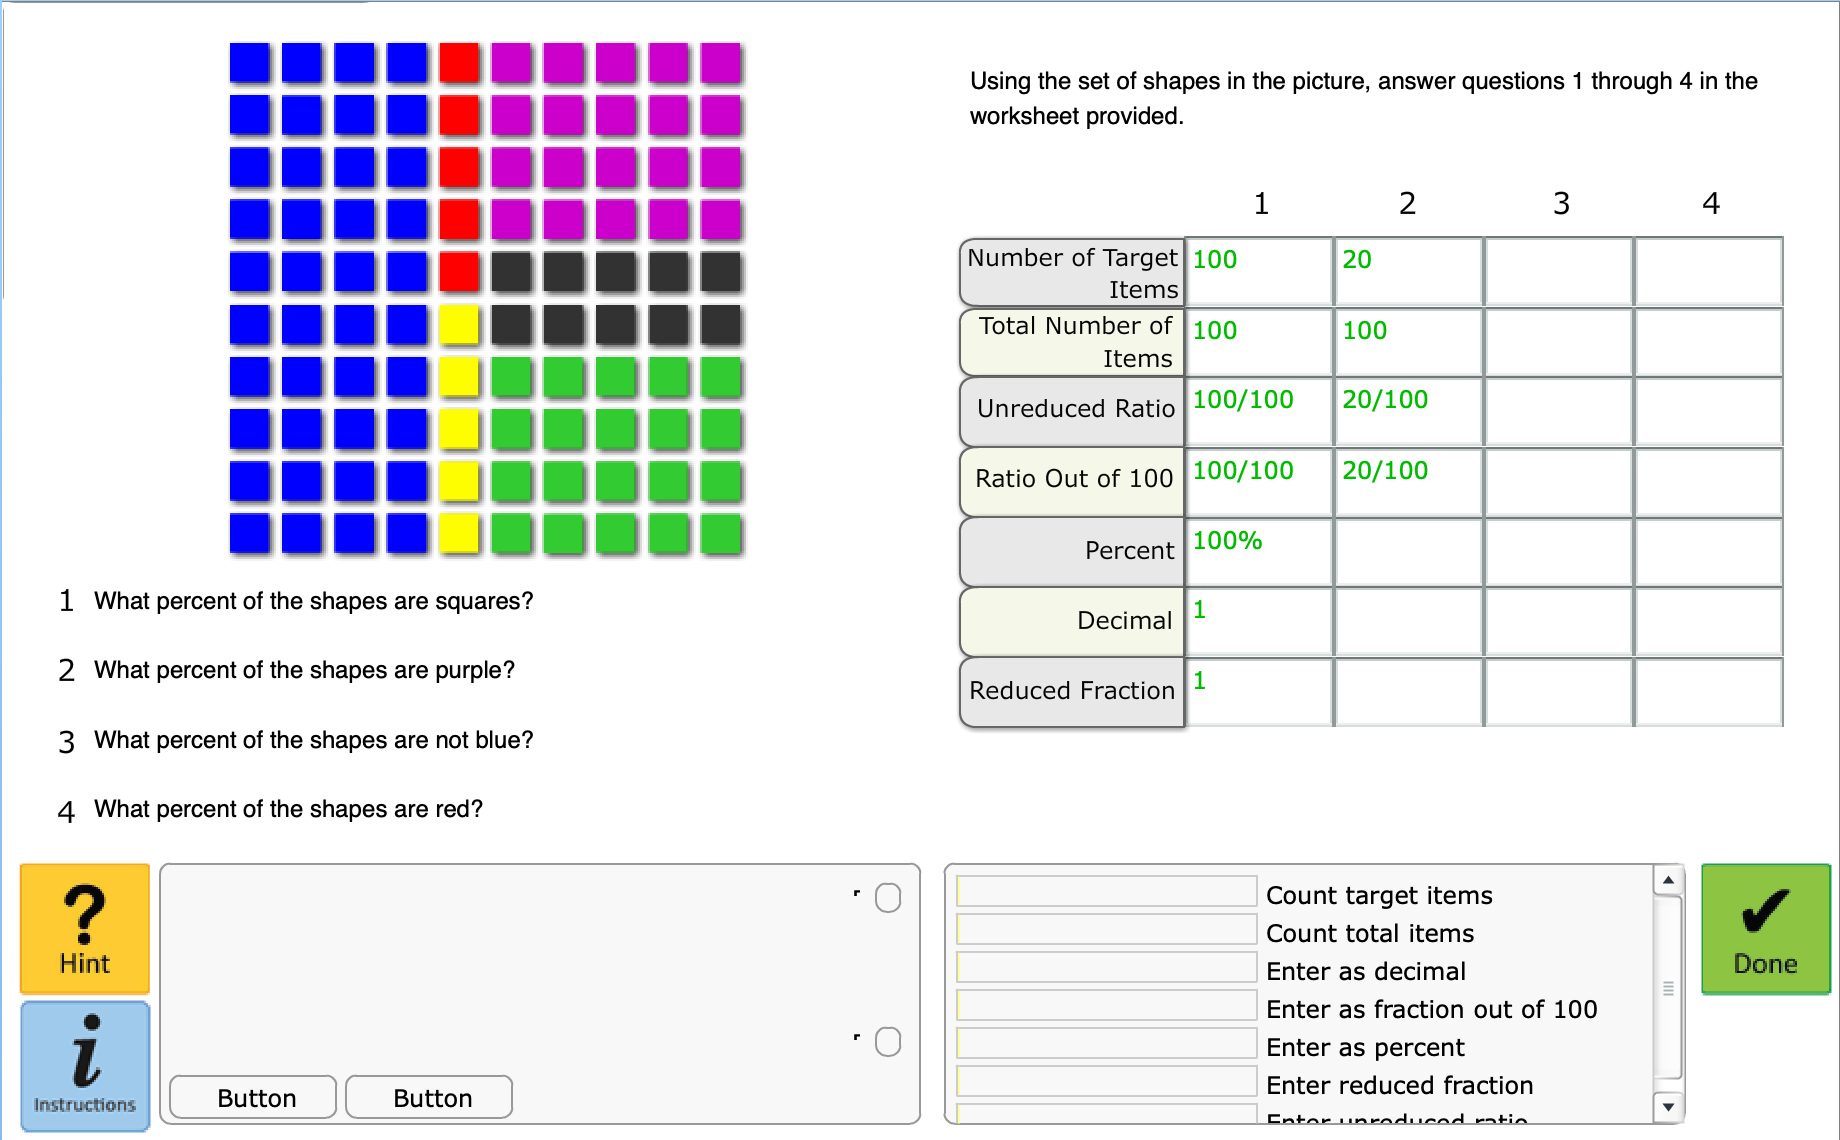 Using the set of shapes in the picture, answer questions 1 through 4 in the
worksheet provided.
1 2 3 4
Number of Target
Items
100 20
Total Number of
Items
100 100
Unreduced Ratio 100/100 20/100
Ratio Out of 100 100/100 20/100
Percent 100%
Decimal 1
Reduced Fraction 1
1 What percent of the shapes are squares?
2 What percent of the shapes are purple?
3 What percent of the shapes are not blue?
4 What percent of the shapes are red?
? Hint
i Instructions
Button Button
Count target items
Count total items
Enter as decimal
Enter as fraction out of 100
Enter as percent
Enter reduced fraction
Enter unreduced ratio
Done